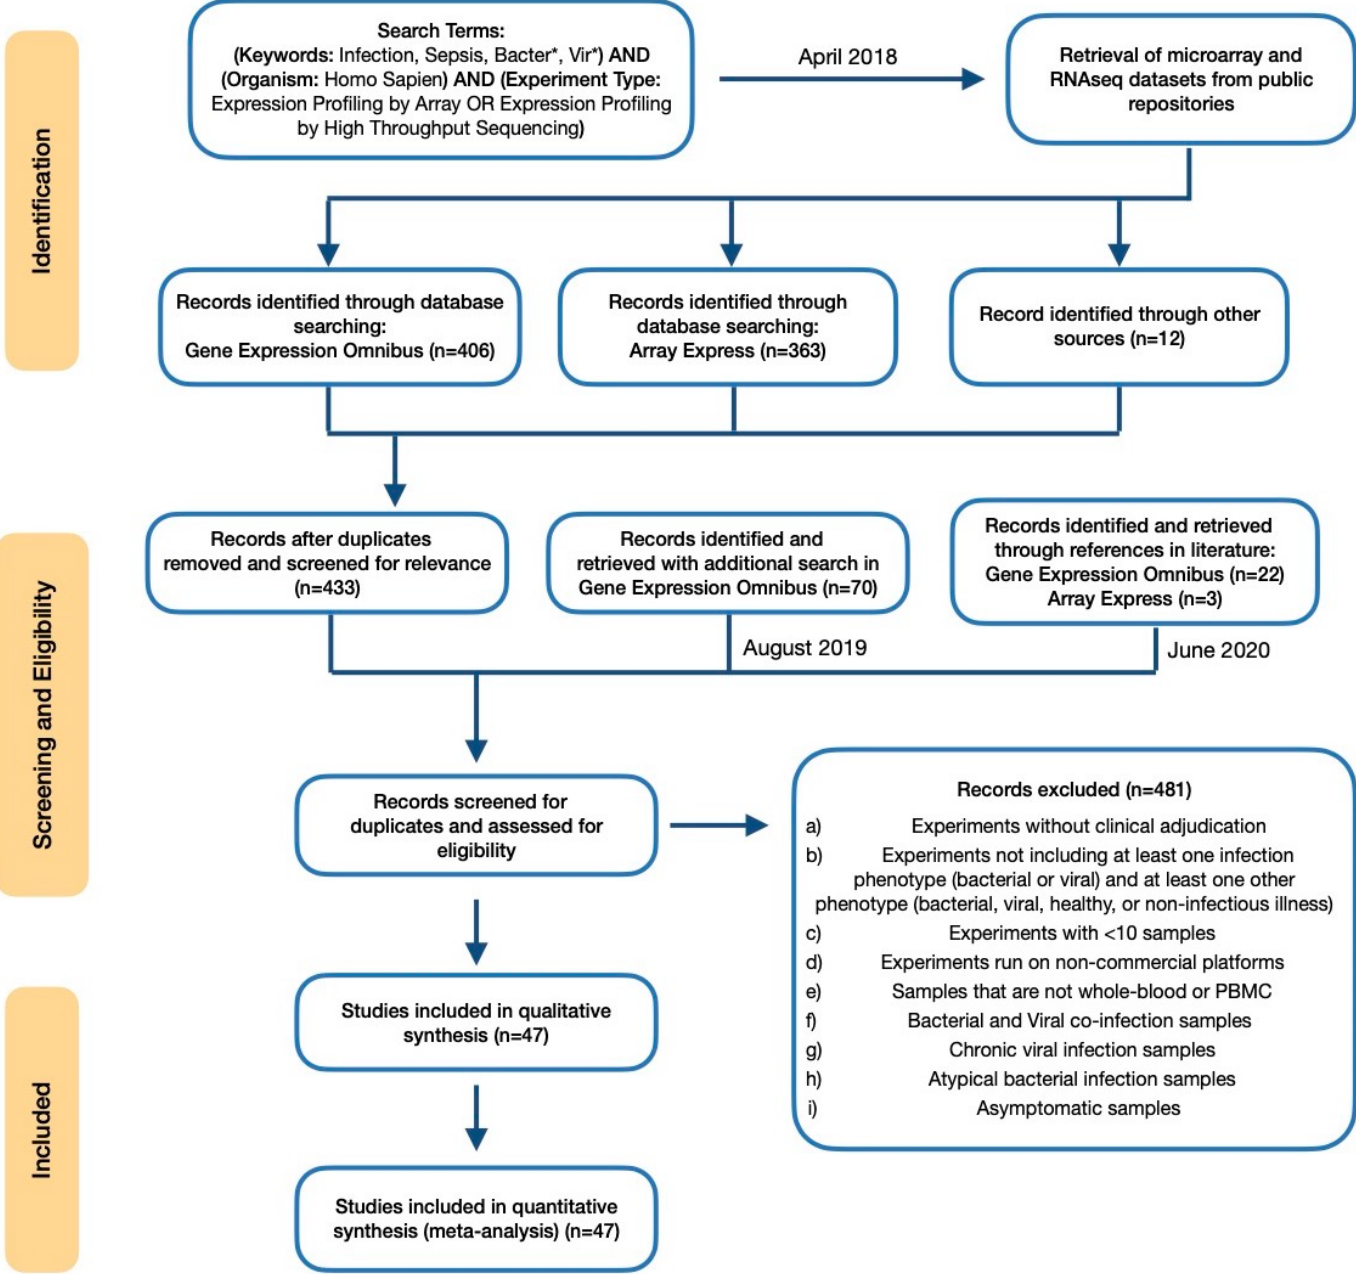 Identification
Search Terms:
(Keywords: Infection, Sepsis, Bacter*, Vir*) AND
(Organism: Homo Sapien) AND (Experiment Type:
Expression Profiling by Array OR Expression Profiling
by High Throughput Sequencing)
April 2018
Retrieval of microarray and
RNAseq datasets from public
repositories
Records identified through database
searching:
Gene Expression Omnibus (n=406)
Records identified through
database searching:
Array Express (n=363)
Record identified through other
sources (n=12)
Screening and Eligibility
Records after duplicates
removed and screened for relevance
(n=433)
Records identified and
retrieved with additional search in
Gene Expression Omnibus (n=70)
Records identified and retrieved
through references in literature:
Gene Expression Omnibus (n=22)
Array Express (n=3)
August 2019
June 2020
Records screened for
duplicates and assessed for
eligibility
Records excluded (n=481)
a) Experiments without clinical adjudication
b) Experiments not including at least one infection
phenotype (bacterial or viral) and at least one other
phenotype (bacterial, viral, healthy, or non-infectious illness)
c) Experiments with <10 samples
d) Experiments run on non-commercial platforms
e) Samples that are not whole-blood or PBMC
f) Bacterial and Viral co-infection samples
g) Chronic viral infection samples
h) Atypical bacterial infection samples
i) Asymptomatic samples
Included
Studies included in qualitative
synthesis (n=47)
Studies included in quantitative
synthesis (meta-analysis) (n=47)